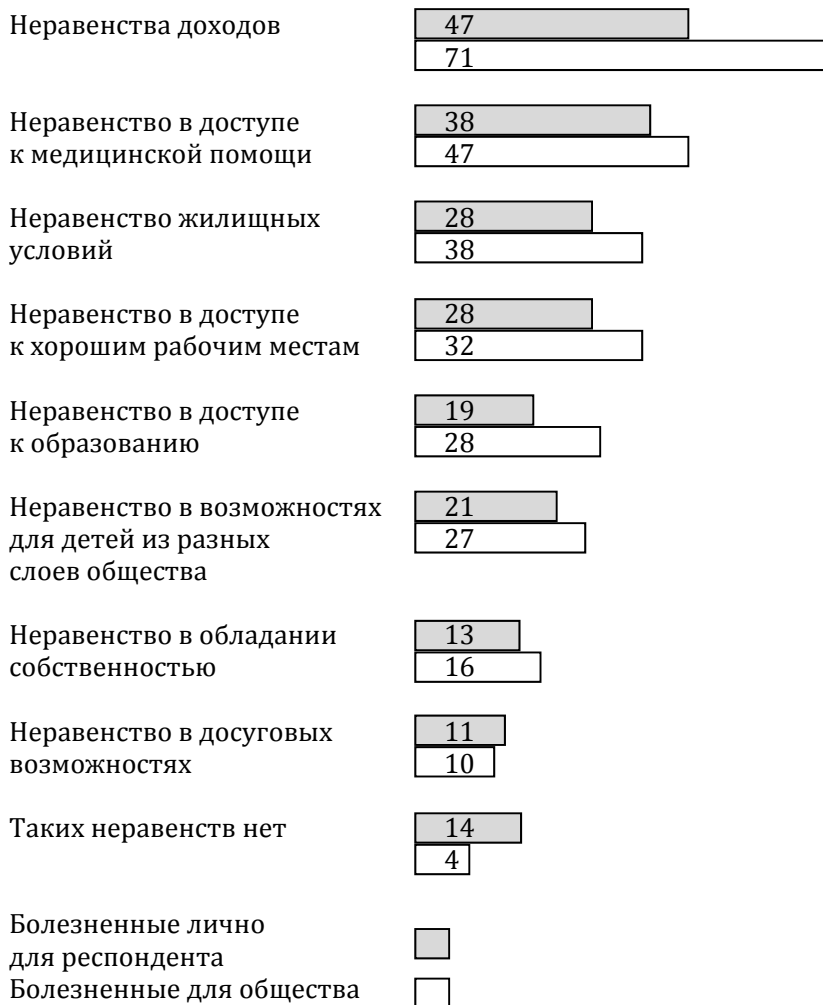 Неравенства доходов
47
71
Неравенство в доступе
к медицинской помощи
38
47
Неравенство жилищных
условий
28
38
Неравенство в доступе
к хорошим рабочим местам
28
32
Неравенство в доступе
к образованию
19
28
Неравенство в возможностях
для детей из разных
слоев общества
21
27
Неравенство в обладании
собственностью
13
16
Неравенство в досуговых
возможностях
11
10
Таких неравенств нет
14
4
Болезненные лично
для респондента
Болезненные для общества